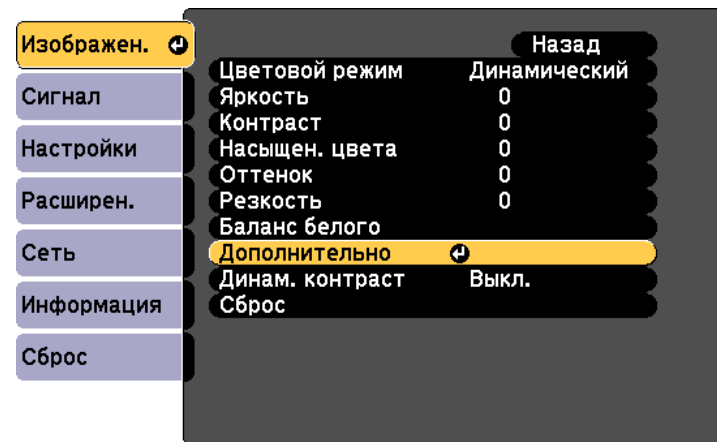 Изображен.
Сигнал
Настройки
Расширен.
Сеть
Информация
Сброс
Назад
Цветовой режим Динамический
Яркость 0
Контраст 0
Насыщен. цвета 0
Оттенок 0
Резкость 0
Баланс белого
Дополнительно
Динам. контраст Выкл.
Сброс